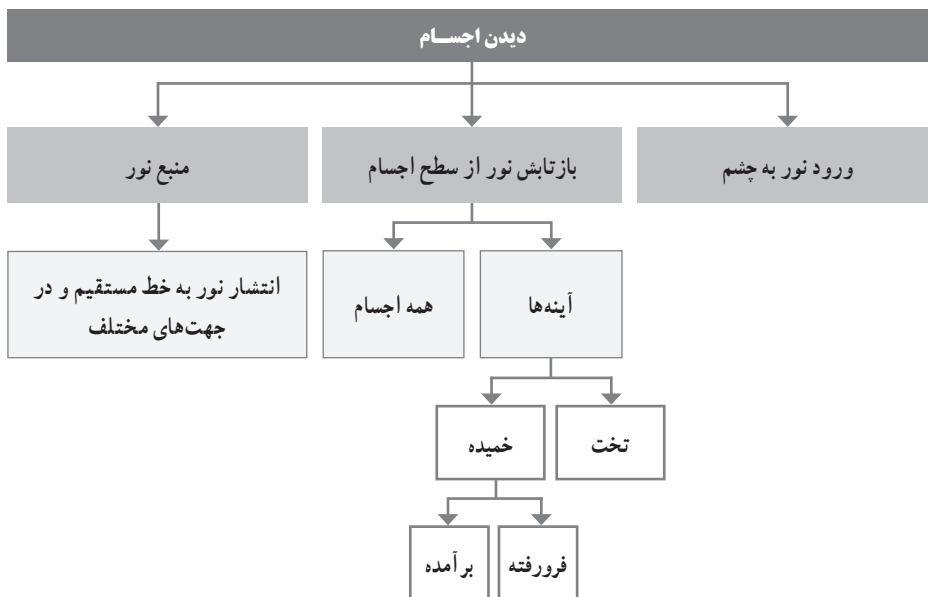 دیدن اجســام
ورود نور به چشم
بازتابش نور از سطح اجسام
منبع نور
آینه‌ها
همه اجسام
انتشار نور به خط مستقیم و در
جهت‌های مختلف
تخت
خمیده
فرورفته
برآمده